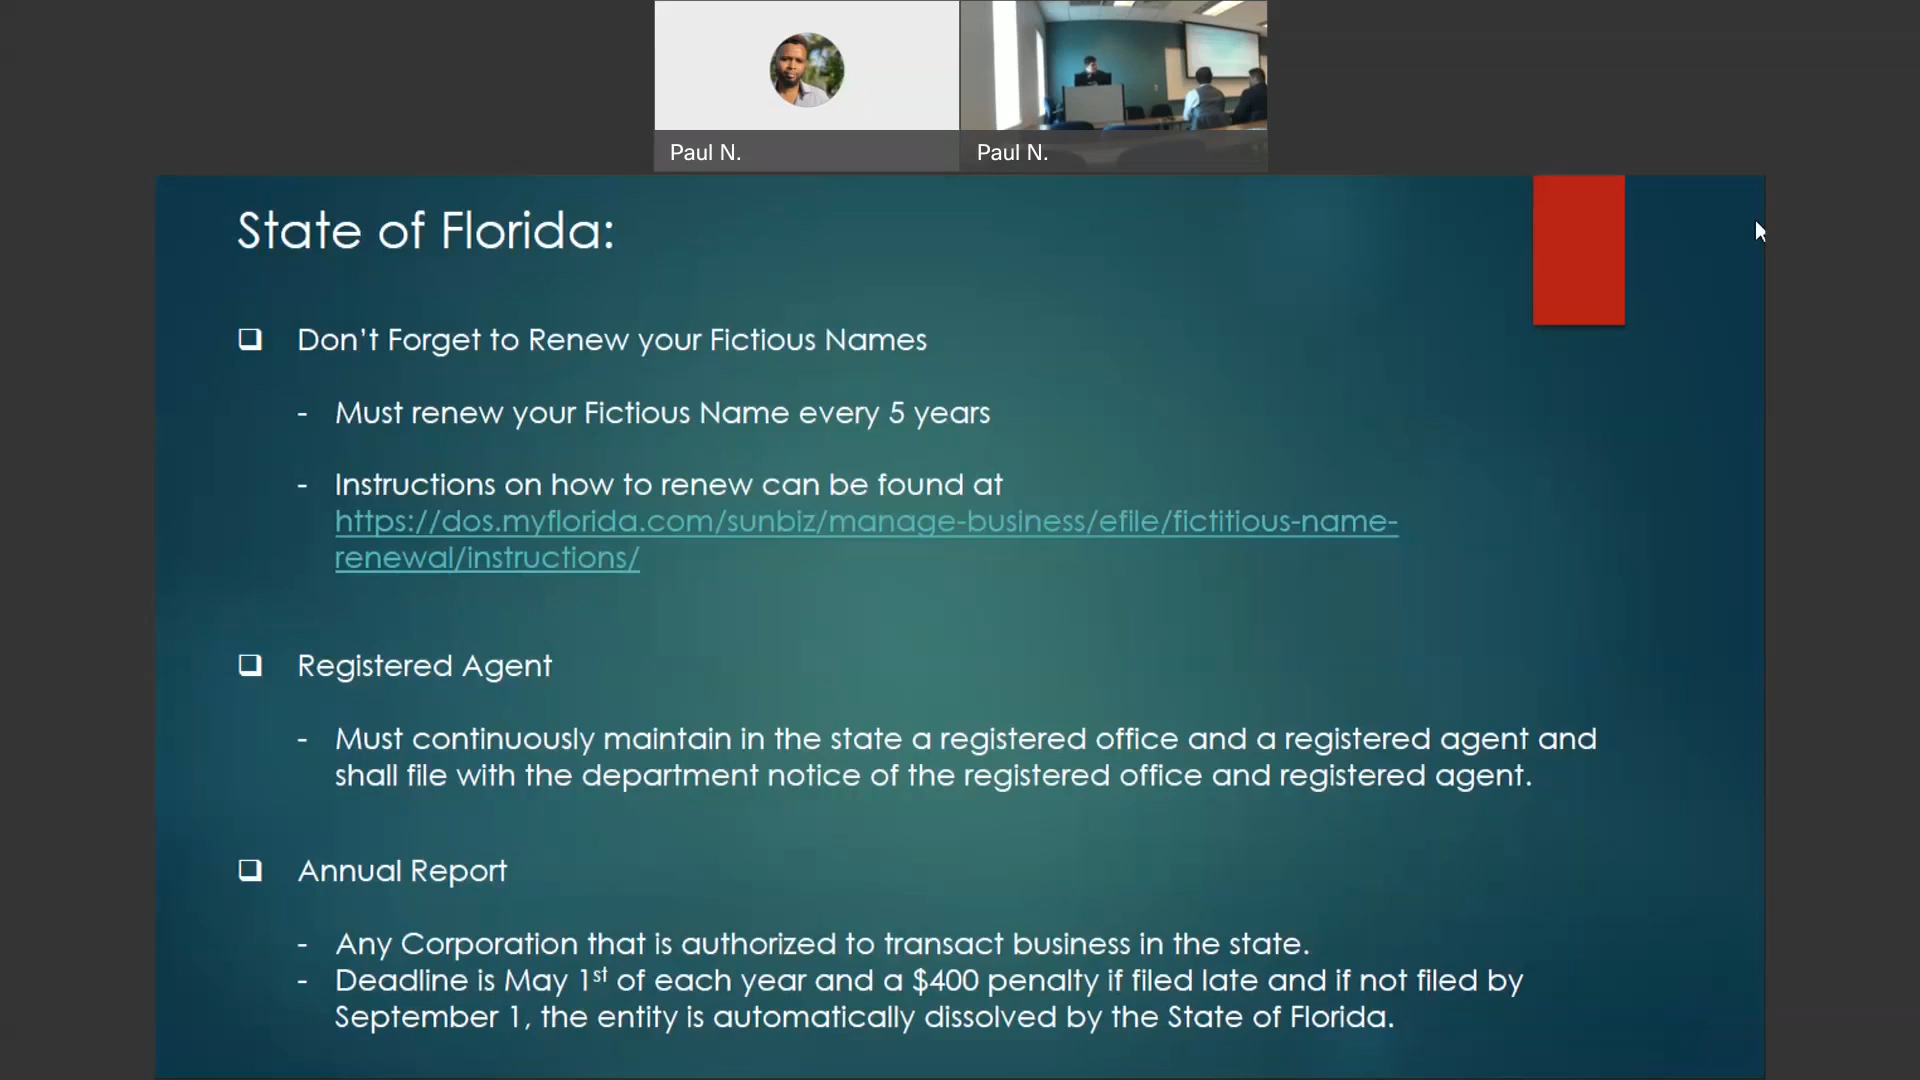 Paul N.
Paul N.
State of Florida:
❑ Don’t Forget to Renew your Fictious Names
- Must renew your Fictious Name every 5 years
- Instructions on how to renew can be found at
https://dos.myflorida.com/sunbiz/manage-business/efile/fictitious-name-
renewal/instructions/
❑ Registered Agent
- Must continuously maintain in the state a registered office and a registered agent and
shall file with the department notice of the registered office and registered agent.
❑ Annual Report
- Any Corporation that is authorized to transact business in the state.
- Deadline is May 1st of each year and a $400 penalty if filed late and if not filed by
September 1, the entity is automatically dissolved by the State of Florida.